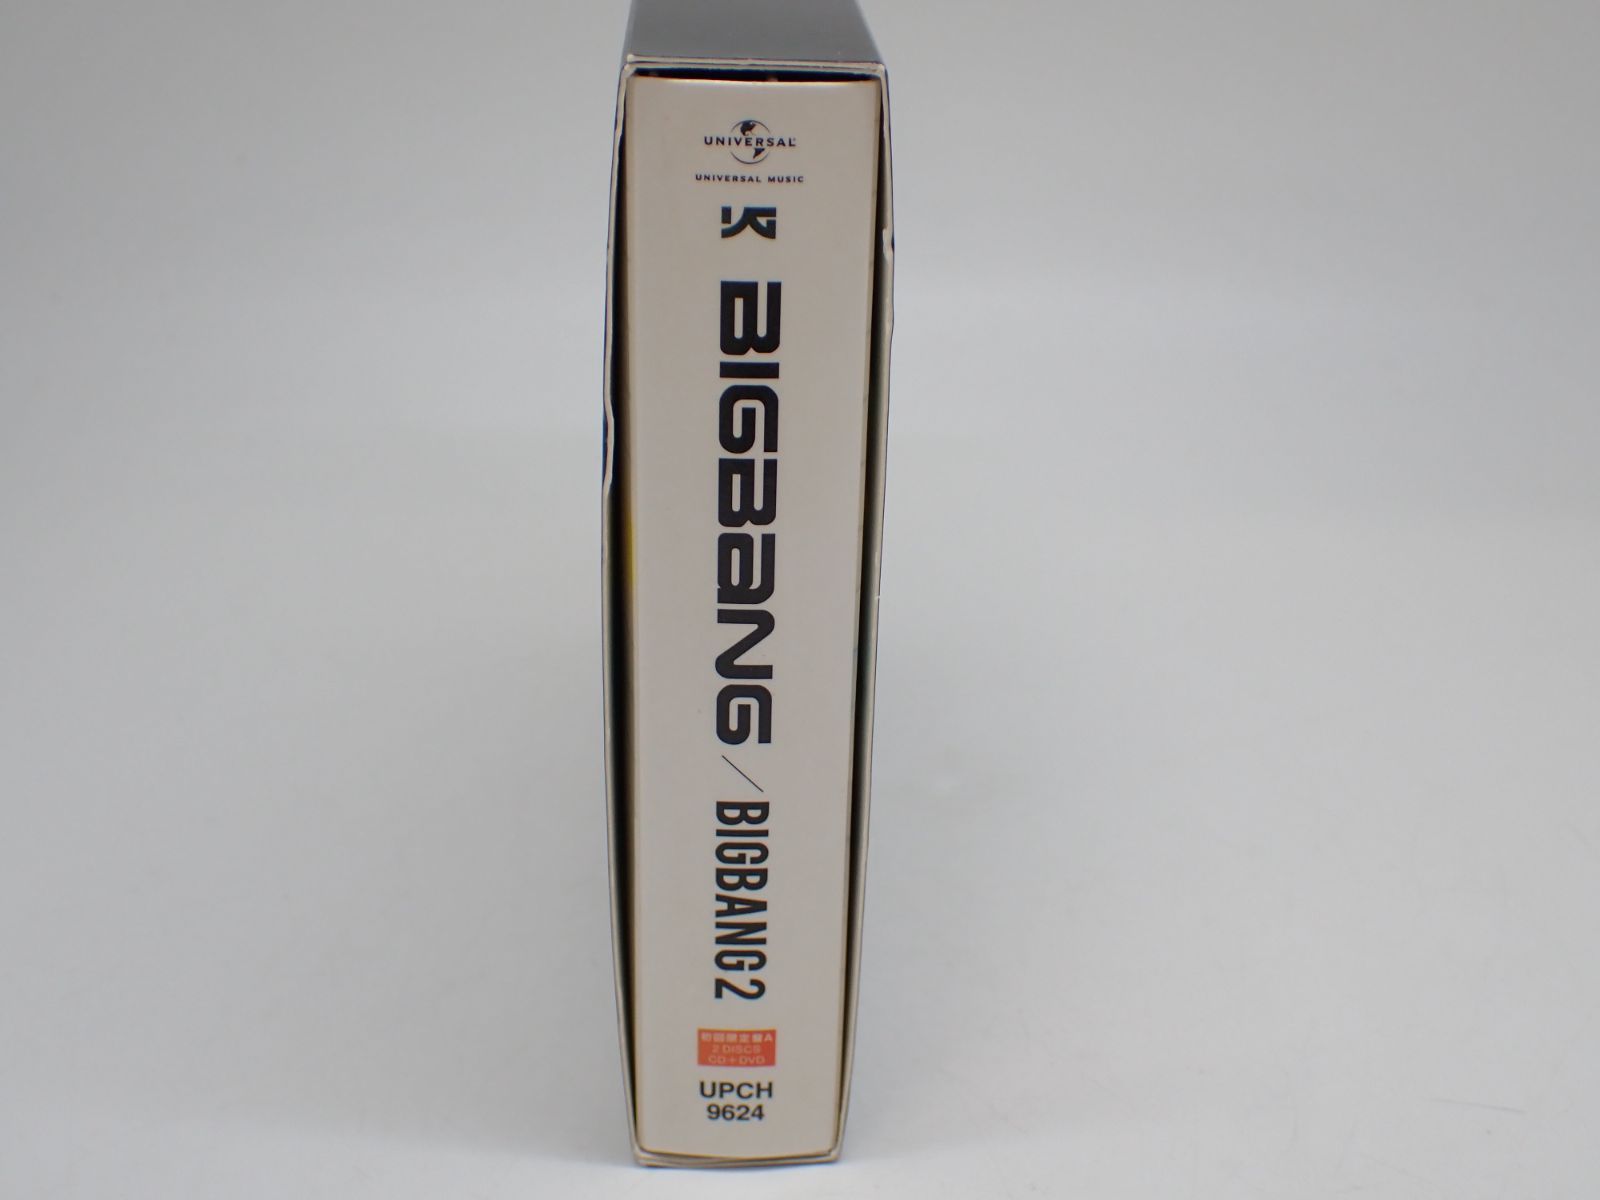 UNIVERSAL
UNIVERSAL MUSIC
YG
BIGBANG / BIGBANG2
初回限定盤A
2 DISCS
CD+DVD
UPCH
9624